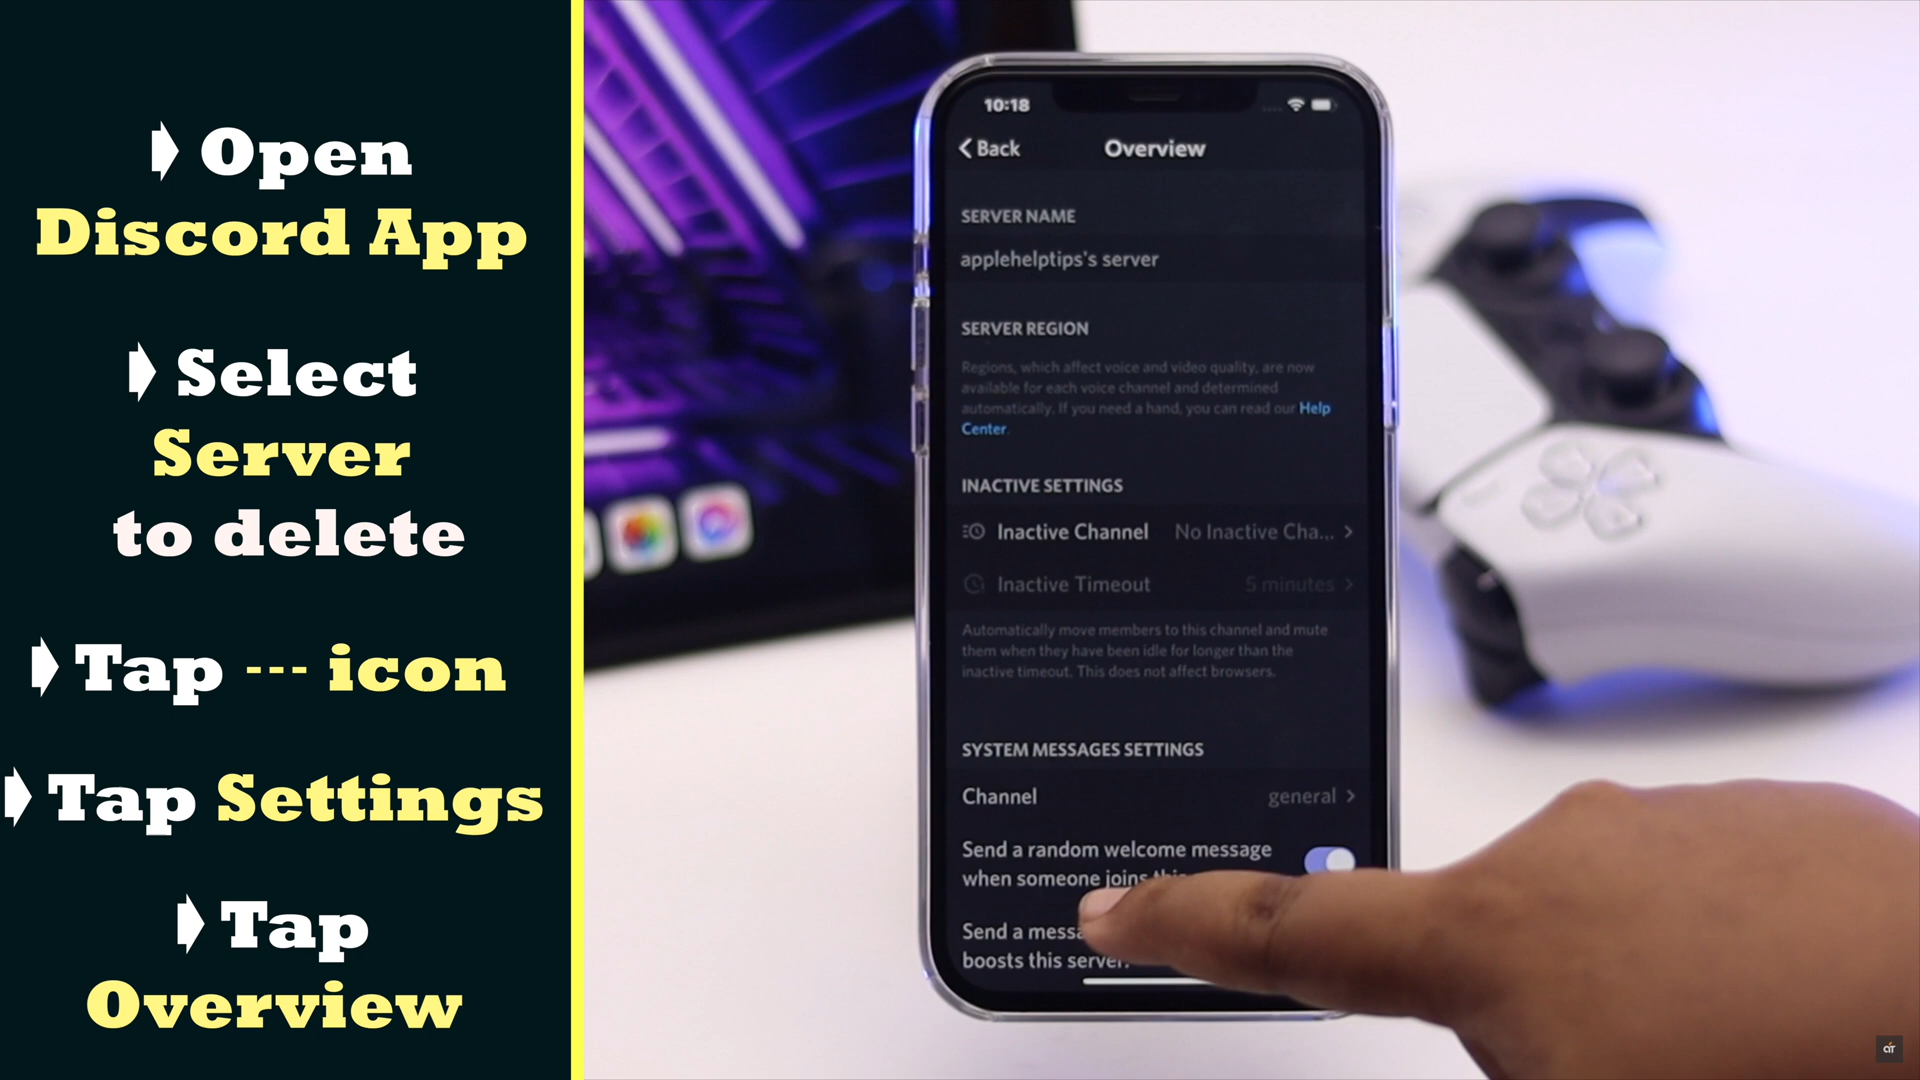 Open
Discord App
Select
Server
to delete
Tap --- icon
Tap Settings
Tap
Overview
10:18
Back
Overview
SERVER NAME
applehelptips's server
SERVER REGION
Regions, which affect voice and video quality, are now
available for each voice channel and determined
automatically. If you need a hand, you can read our Help
Center.
INACTIVE SETTINGS
Inactive Channel No Inactive Cha...
Inactive Timeout 5 minutes
Automatically move members to this channel and mute
them when they have been idle for longer than the
inactive timeout. This does not affect browsers.
SYSTEM MESSAGES SETTINGS
Channel general
Send a random welcome message
when someone joins this
Send a messa
boosts this server.